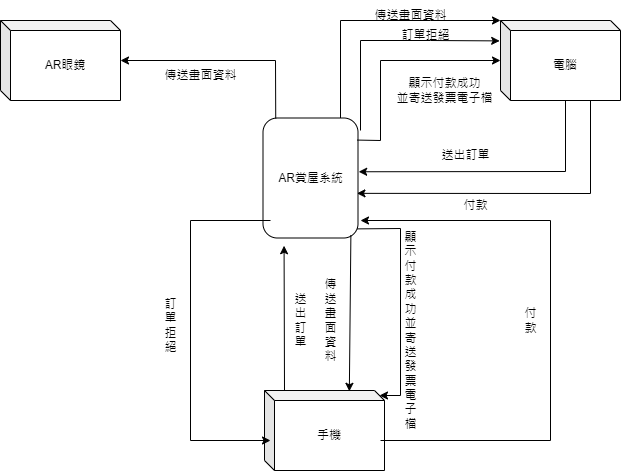 傳送畫面資料
訂單拒絕
AR眼鏡
電腦
傳送畫面資料
顯示付款成功
並寄送發票電子檔
送出訂單
AR賞屋系統
付款
訂單拒絕
送出訂單
傳送畫面資料
顯示付款成功並寄送發票電子檔
付款
手機